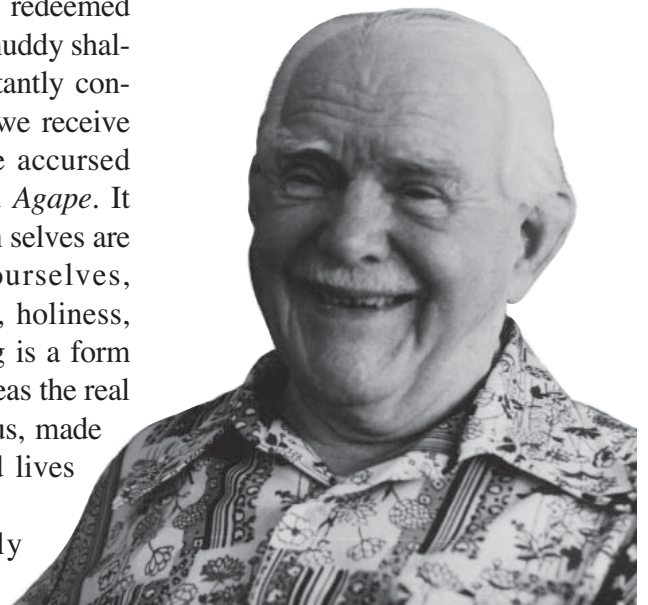 redeemed
uddy shal-
tantly con-
we receive
e accursed
Agape. It
selves are
ourselves,
, holiness,
g is a form
eas the real
us, made
lives
ly